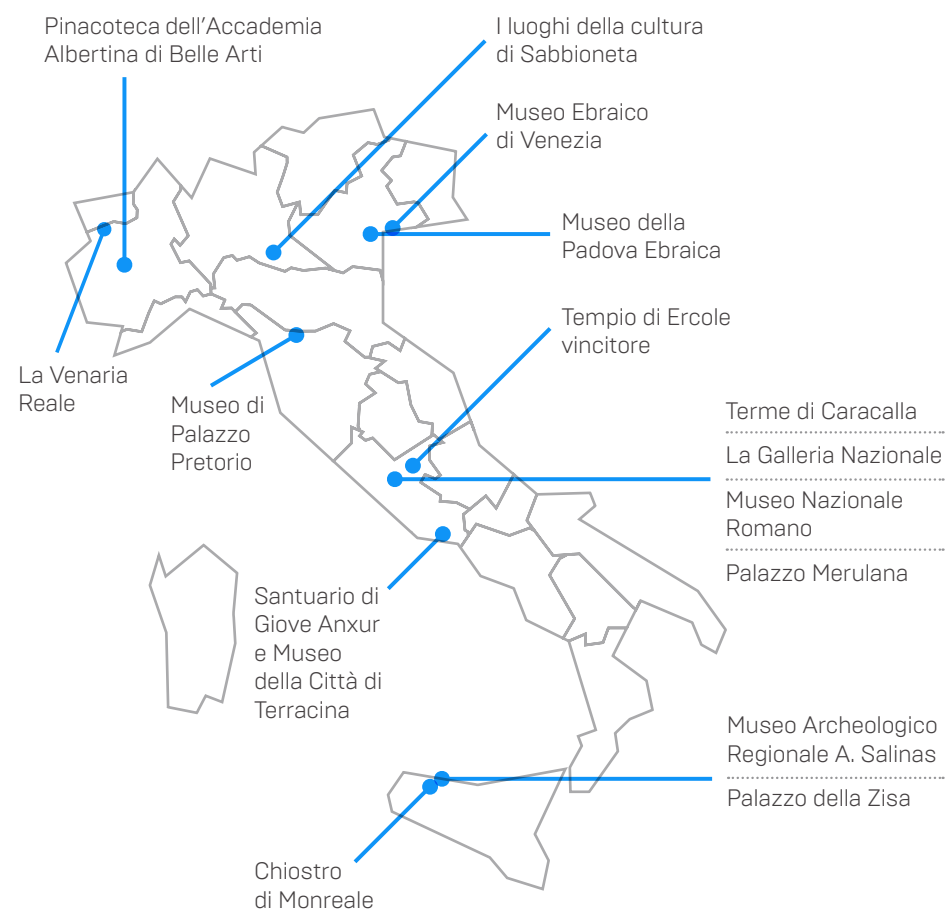 Pinacoteca dell'Accademia
Albertina di Belle Arti
I luoghi della cultura
di Sabbioneta
Museo Ebraico
di Venezia
Museo della
Padova Ebraica
Tempio di Ercole
vincitore
La Venaria
Reale
Museo di
Palazzo
Pretorio
Terme di Caracalla
La Galleria Nazionale
Museo Nazionale
Romano
Palazzo Merulana
Santuario di
Giove Anxur
e Museo
della Città di
Terracina
Museo Archeologico
Regionale A. Salinas
Palazzo della Zisa
Chiostro
di Monreale